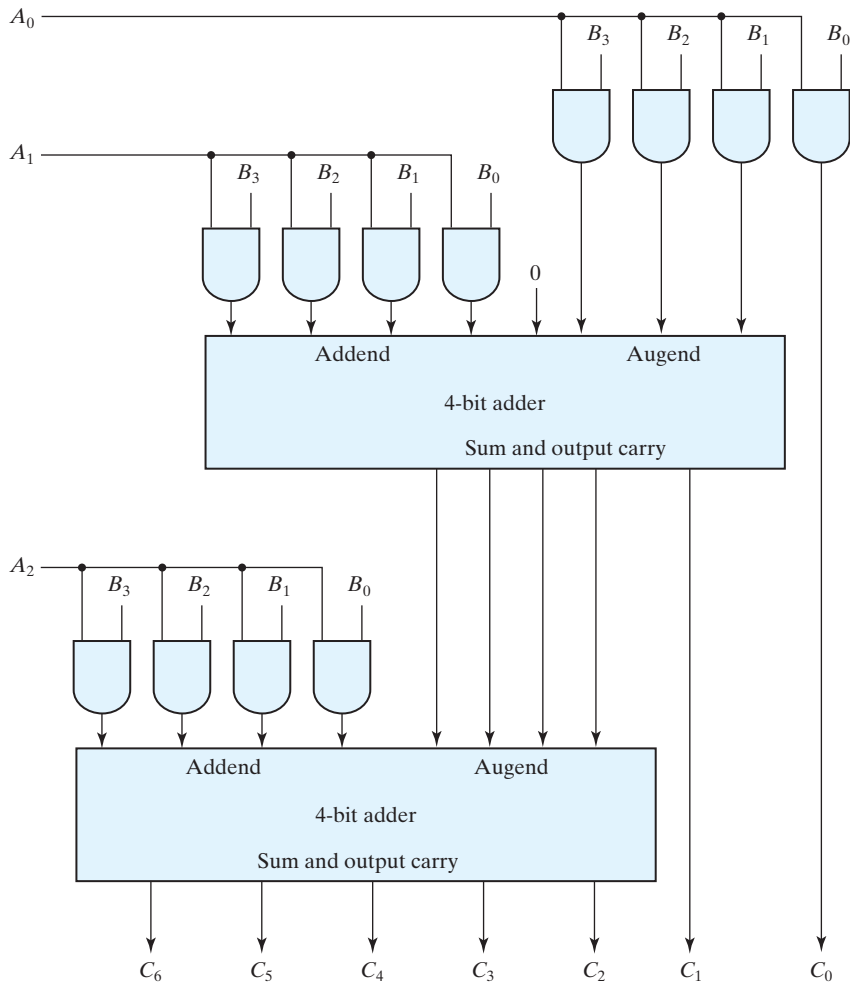 A₀
B₃ B₂ B₁ B₀
A₁
B₃ B₂ B₁ B₀
0
Addend Augend
4-bit adder
Sum and output carry
A₂
B₃ B₂ B₁ B₀
Addend Augend
4-bit adder
Sum and output carry
C₆ C₅ C₄ C₃ C₂ C₁ C₀